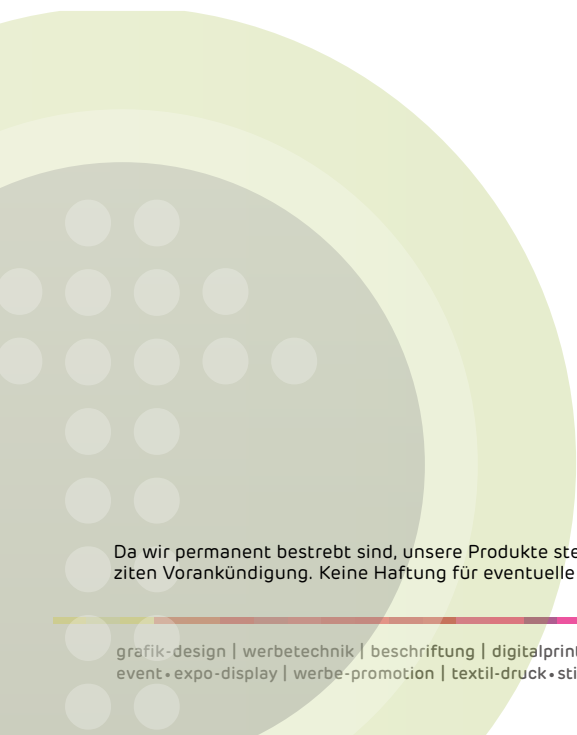 Da wir permanent bestrebt sind, unsere Produkte ste
ziten Vorankündigung. Keine Haftung für eventuelle
grafik-design | werbetechnik | beschriftung | digitalprint
event•expo-display | werbe-promotion | textil-druck•sti